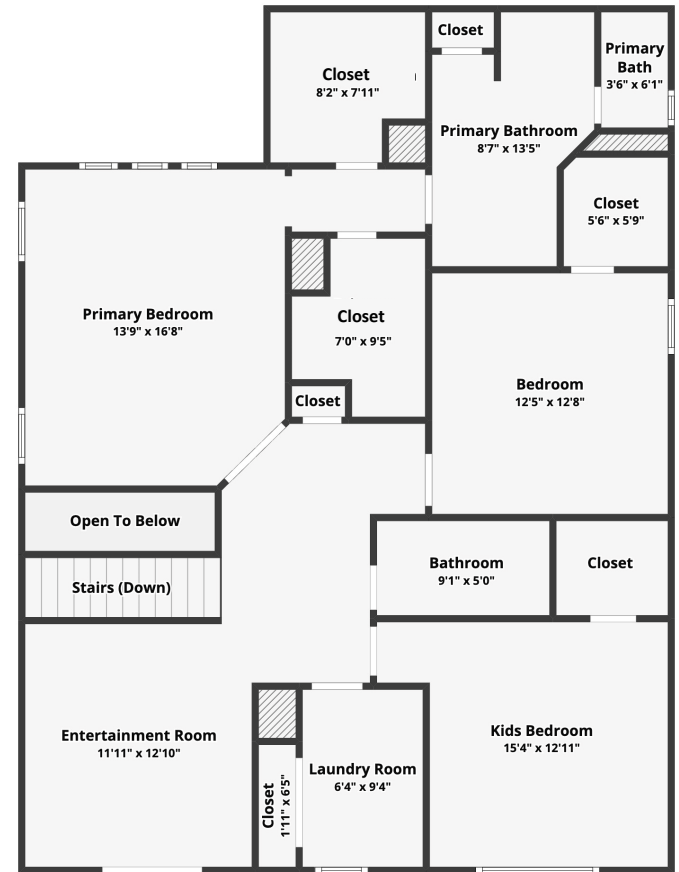 Closet
Closet
8'2" x 7'11"
Primary
Bath
3'6" x 6'1"
Primary Bathroom
8'7" x 13'5"
Closet
5'6" x 5'9"
Primary Bedroom
13'9" x 16'8"
Closet
7'0" x 9'5"
Closet
Bedroom
12'5" x 12'8"
Open To Below
Stairs (Down)
Bathroom
9'1" x 5'0"
Closet
Entertainment Room
11'11" x 12'10"
Closet
1'11" x 6'5"
Laundry Room
6'4" x 9'4"
Kids Bedroom
15'4" x 12'11"